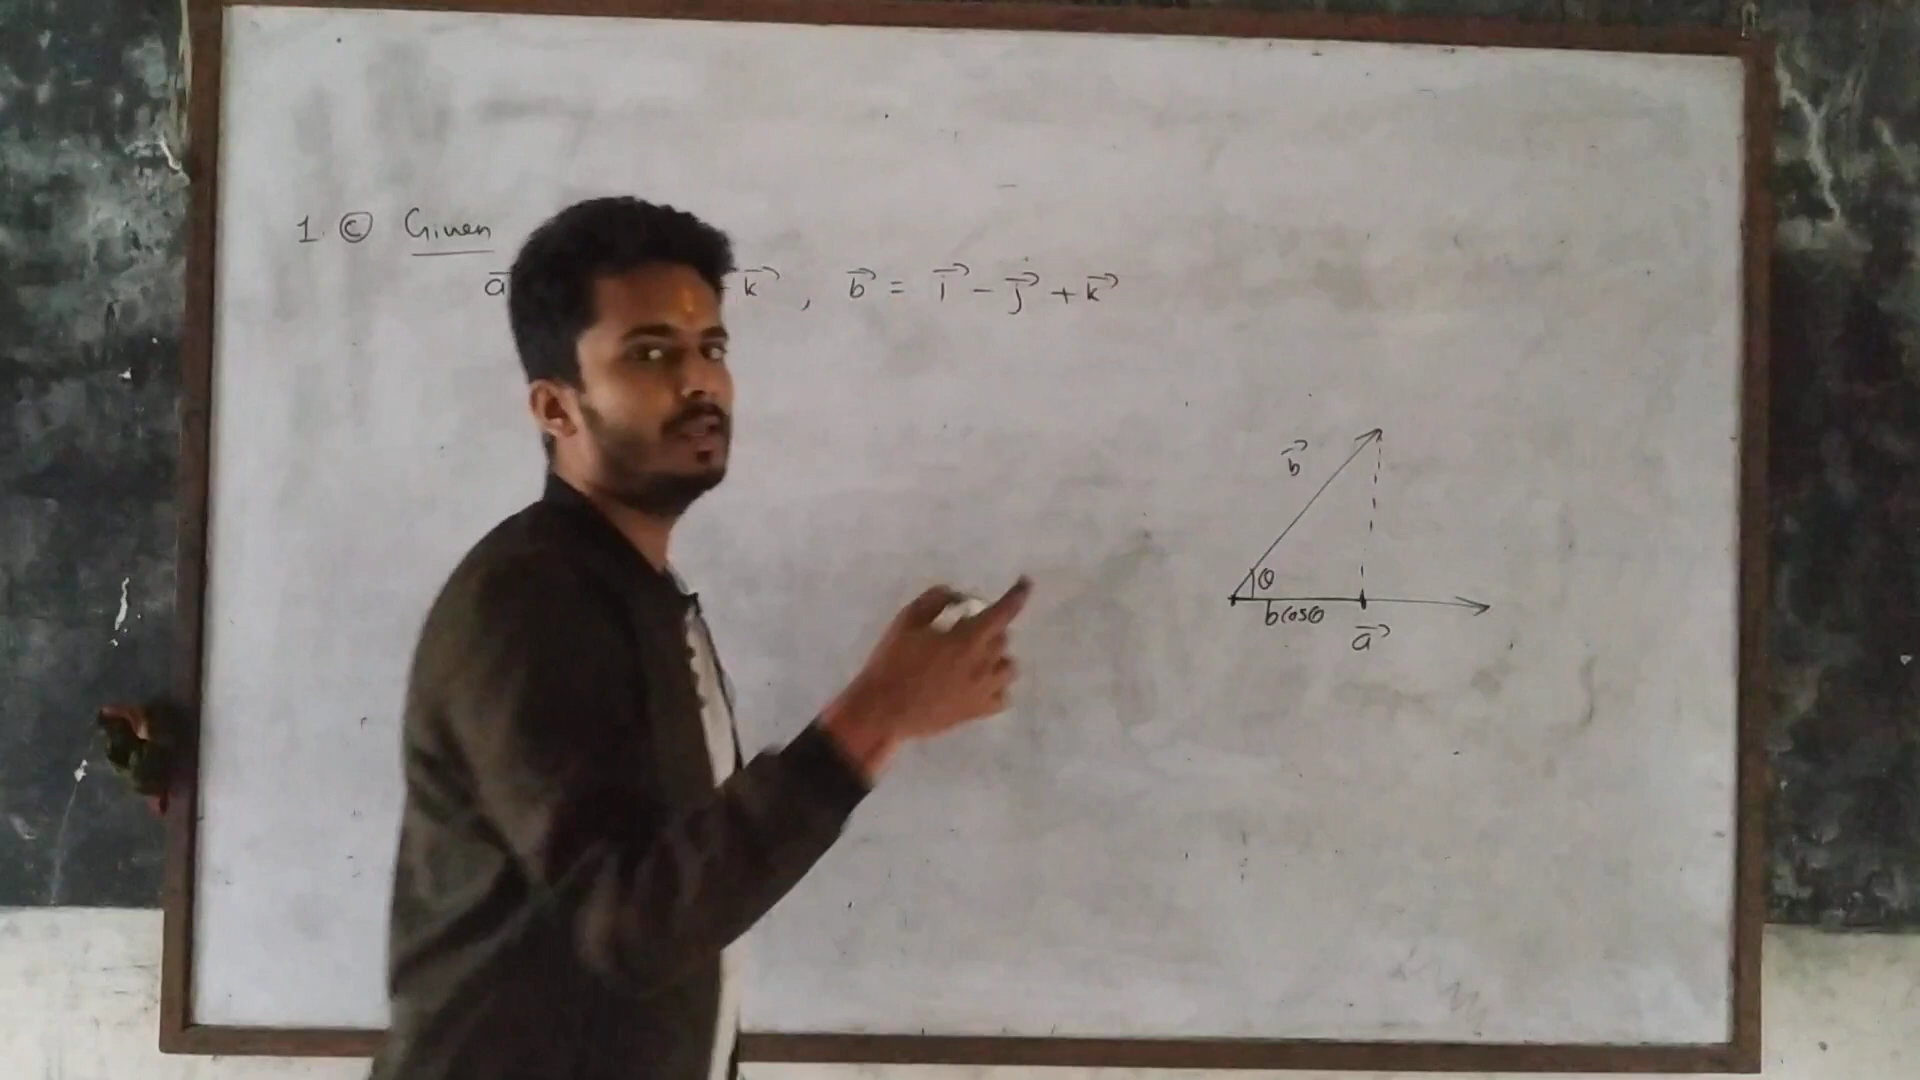 1. ⓒ Given
a⃗ k⃗ , b⃗ = i⃗ - j⃗ + k⃗
b⃗
θ
bcosθ
a⃗